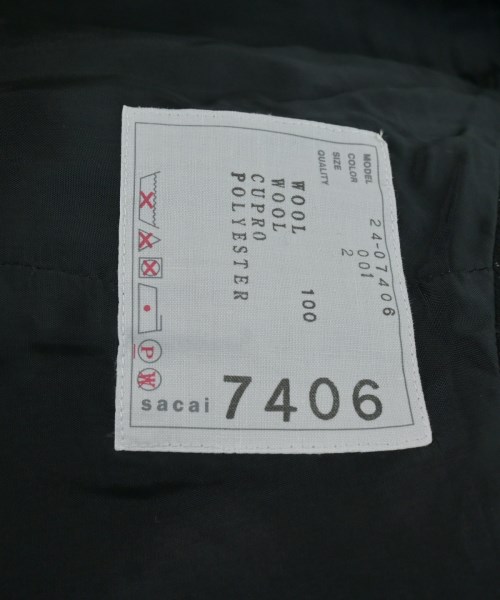 MODEL 24-07406
COLOR 001
SIZE 2
QUALITY
WOOL 100
WOOL
CUPRO
POLYESTER
P
W
sacai 7406